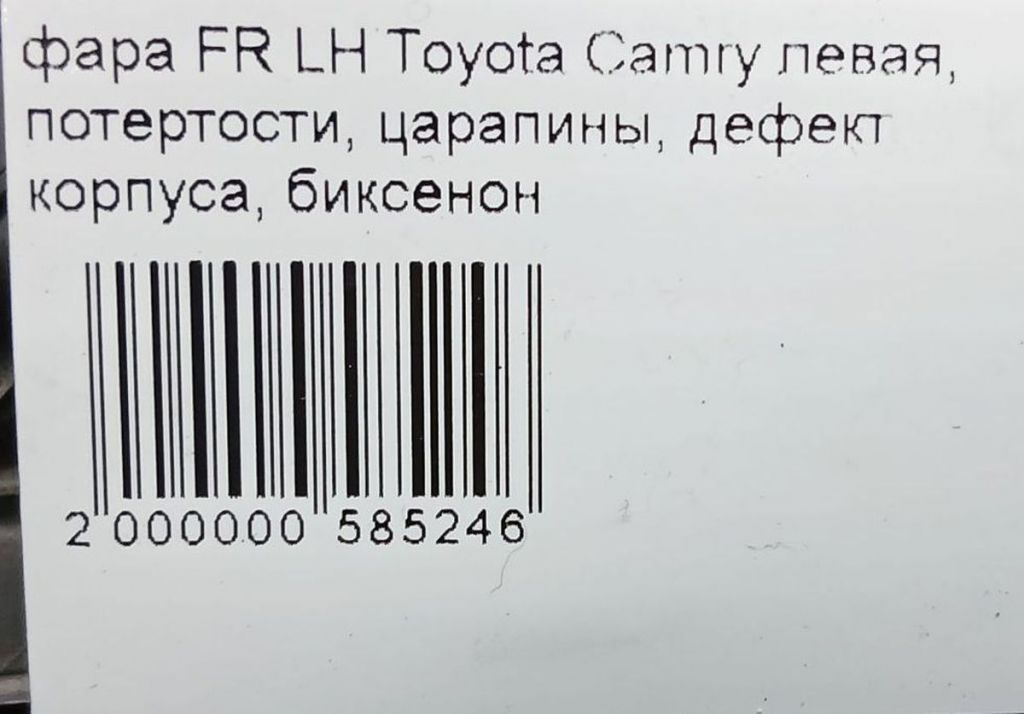 фара FR LH Toyota Camry левая,
потертости, царапины, дефект
корпуса, биксенон
2 000000 585246